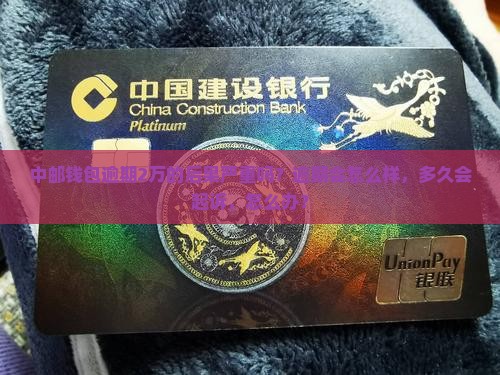 中国建设银行
China Construction Bank
Platinum
中邮钱包逾期2万的后果严重吗？会怎么样，多久会
起诉，怎么办？
UnionPay
银联